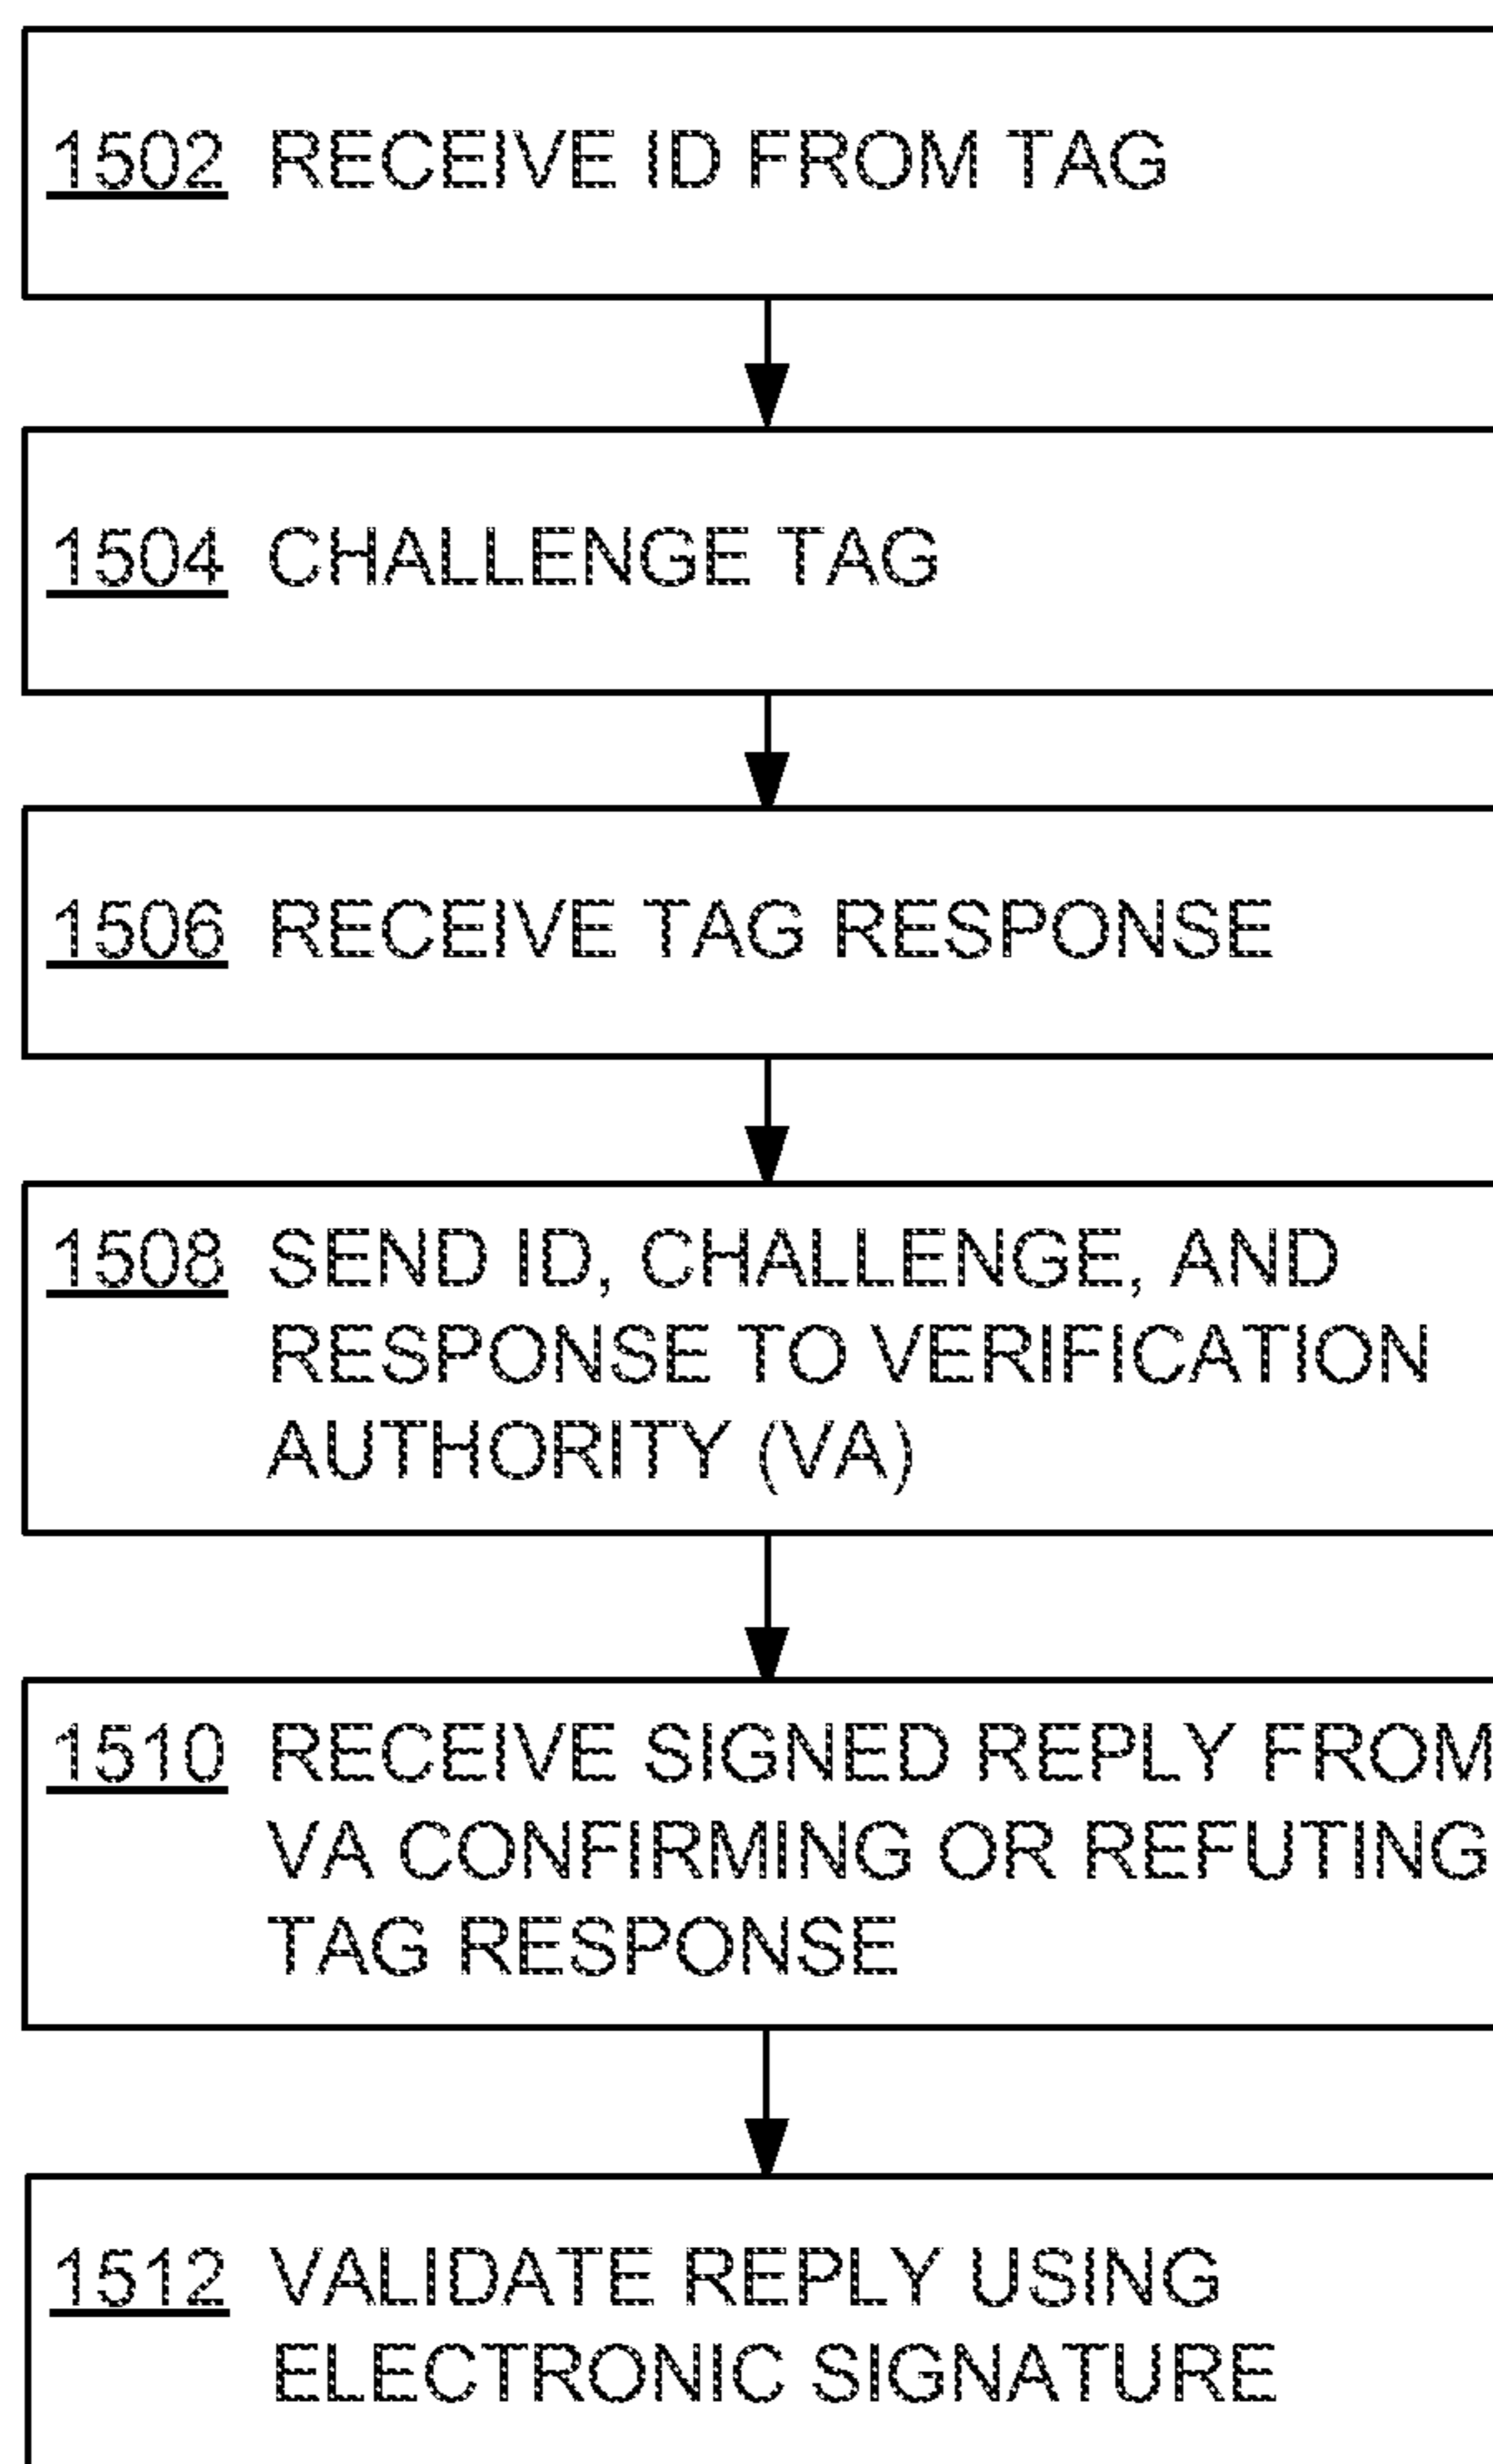 1502 RECEIVE ID FROM TAG
1504 CHALLENGE TAG
1506 RECEIVE TAG RESPONSE
1508 SEND ID, CHALLENGE, AND
RESPONSE TO VERIFICATION
AUTHORITY (VA)
1510 RECEIVE SIGNED REPLY FROM
VA CONFIRMING OR REFUTING
TAG RESPONSE
1512 VALIDATE REPLY USING
ELECTRONIC SIGNATURE